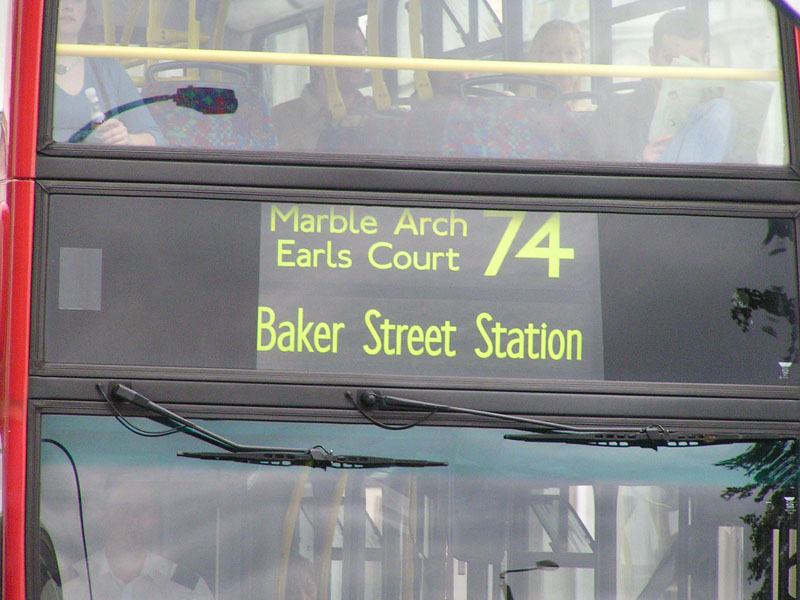 Marble Arch 74
Earls Court
Baker Street Station